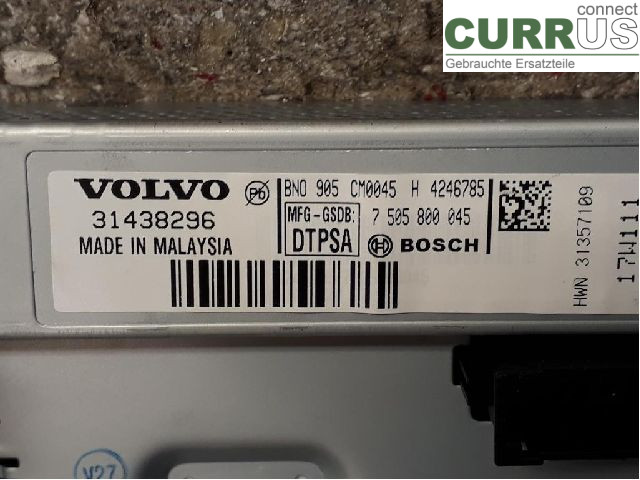 connect
CURRUS
Gebrauchte Ersatzteile
VOLVO
31438296
MADE IN MALAYSIA
Pb
BNO 905 CM0045 H 4246785
MFG-GSDB:
DTPSA
7 505 800 045
BOSCH
HWN 31357109
17W111
V27